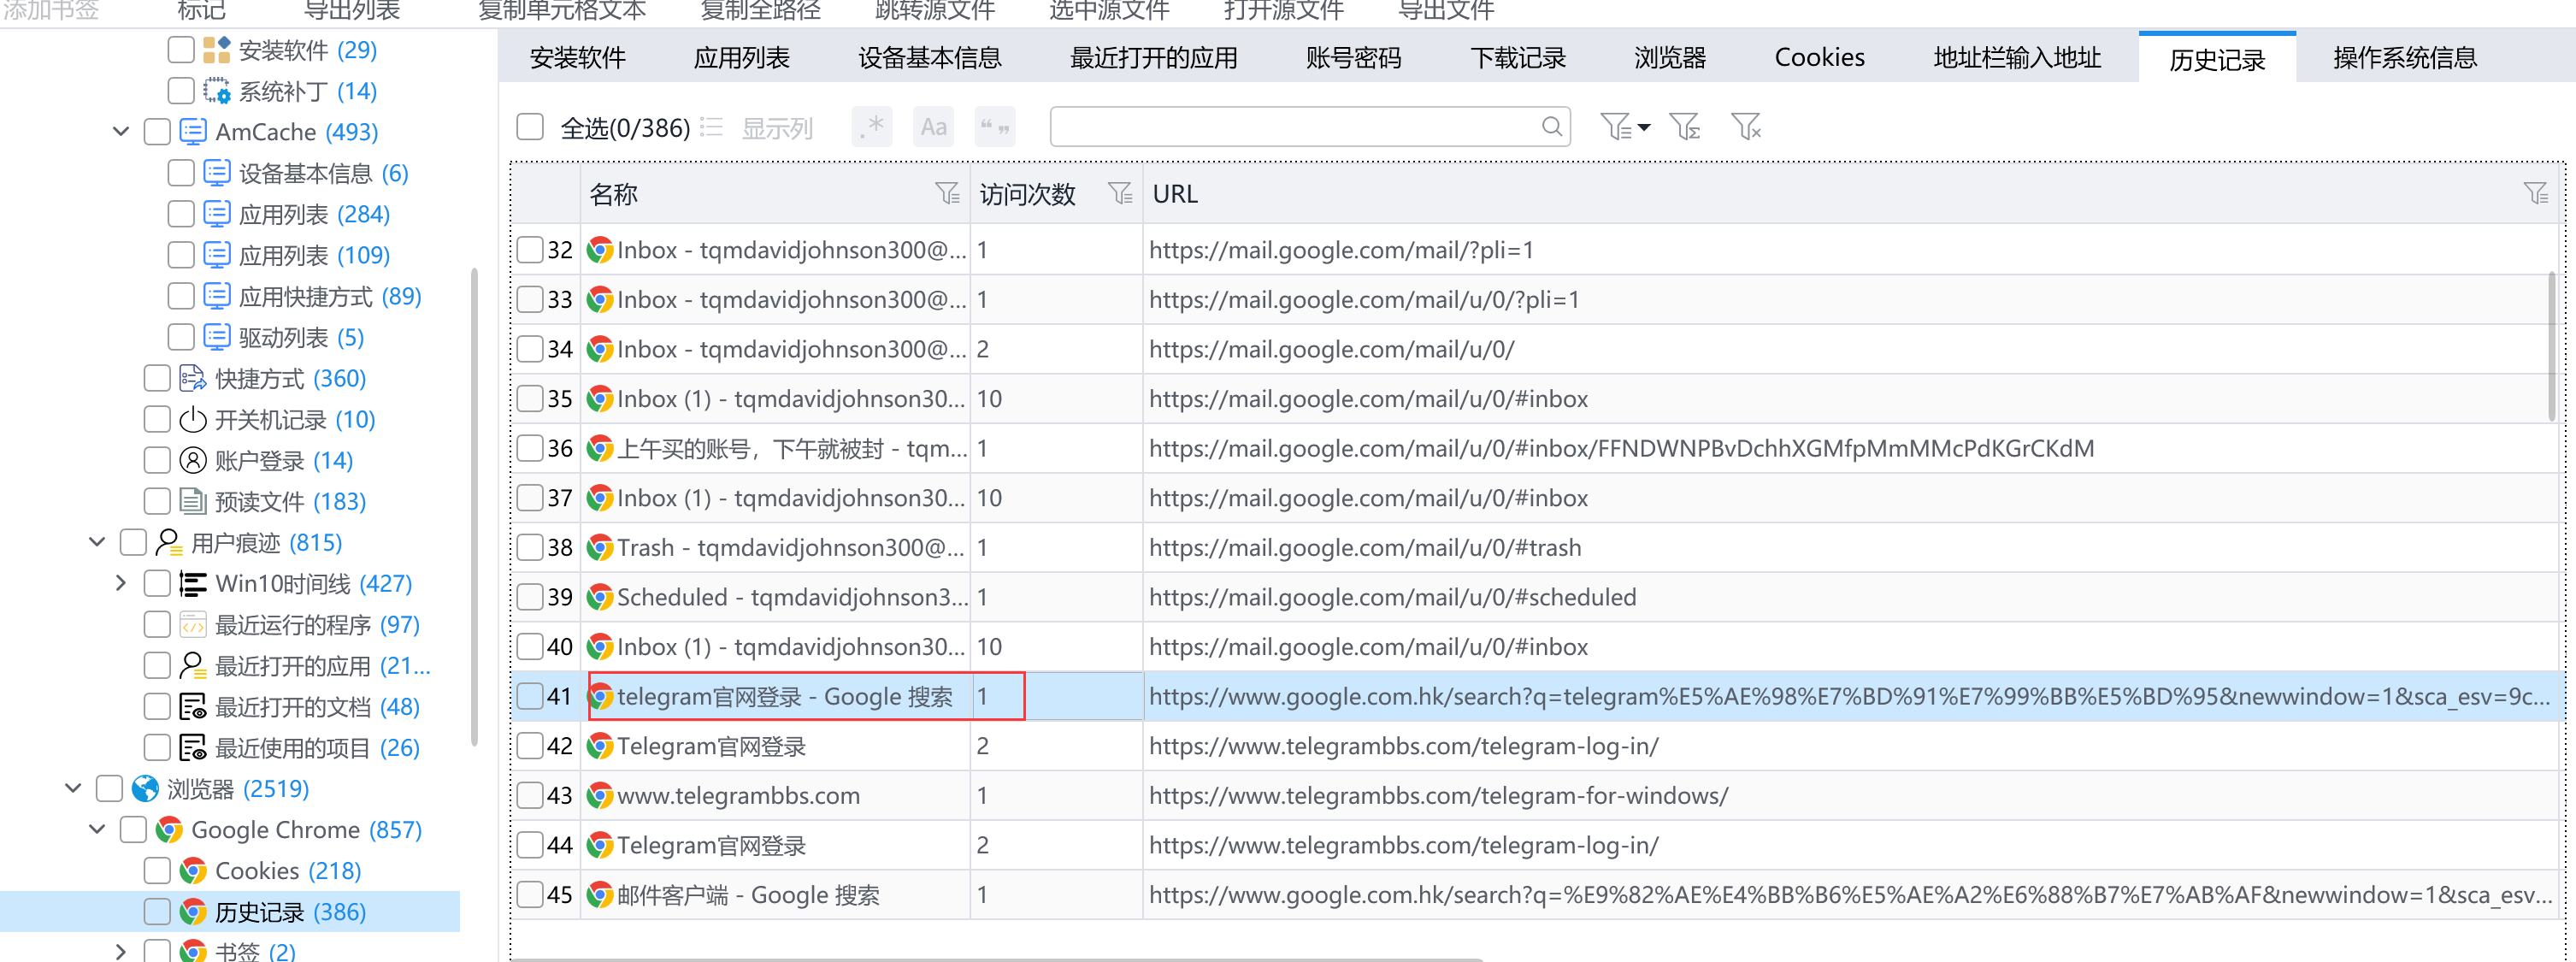 添加书签 标记 导出列表 复制单元格文本 复制全路径 跳转源文件 选中源文件 打开源文件 导出文件
安装软件 (29)
系统补丁 (14)
AmCache (493)
设备基本信息 (6)
应用列表 (284)
应用列表 (109)
应用快捷方式 (89)
驱动列表 (5)
快捷方式 (360)
开关机记录 (10)
账户登录 (14)
预读文件 (183)
用户痕迹 (815)
Win10时间线 (427)
最近运行的程序 (97)
最近打开的应用 (21...
最近打开的文档 (48)
最近使用的项目 (26)
浏览器 (2519)
Google Chrome (857)
Cookies (218)
历史记录 (386)
书签 (2)
安装软件 应用列表 设备基本信息 最近打开的应用 账号密码 下载记录 浏览器 Cookies 地址栏输入地址 历史记录 操作系统信息
全选(0/386) 显示列 .* Aa “ ”
名称 访问次数 URL
32 Inbox - tqmdavidjohnson300@... 1 https://mail.google.com/mail/?pli=1
33 Inbox - tqmdavidjohnson300@... 1 https://mail.google.com/mail/u/0/?pli=1
34 Inbox - tqmdavidjohnson300@... 2 https://mail.google.com/mail/u/0/
35 Inbox (1) - tqmdavidjohnson30... 10 https://mail.google.com/mail/u/0/#inbox
36 上午买的账号，下午就被封 - tqm... 1 https://mail.google.com/mail/u/0/#inbox/FFNDWNPBvDchhXGMfpMmMMcPdKGrCKdM
37 Inbox (1) - tqmdavidjohnson30... 10 https://mail.google.com/mail/u/0/#inbox
38 Trash - tqmdavidjohnson300@... 1 https://mail.google.com/mail/u/0/#trash
39 Scheduled - tqmdavidjohnson3... 1 https://mail.google.com/mail/u/0/#scheduled
40 Inbox (1) - tqmdavidjohnson30... 10 https://mail.google.com/mail/u/0/#inbox
41 telegram官网登录 - Google 搜索 1 https://www.google.com.hk/search?q=telegram%E5%AE%98%E7%BD%91%E7%99%BB%E5%BD%95&newwindow=1&sca_esv=9c...
42 Telegram官网登录 2 https://www.telegrambbs.com/telegram-log-in/
43 www.telegrambbs.com 1 https://www.telegrambbs.com/telegram-for-windows/
44 Telegram官网登录 2 https://www.telegrambbs.com/telegram-log-in/
45 邮件客户端 - Google 搜索 1 https://www.google.com.hk/search?q=%E9%82%AE%E4%BB%B6%E5%AE%A2%E6%88%B7%E7%AB%AF&newwindow=1&sca_esv...